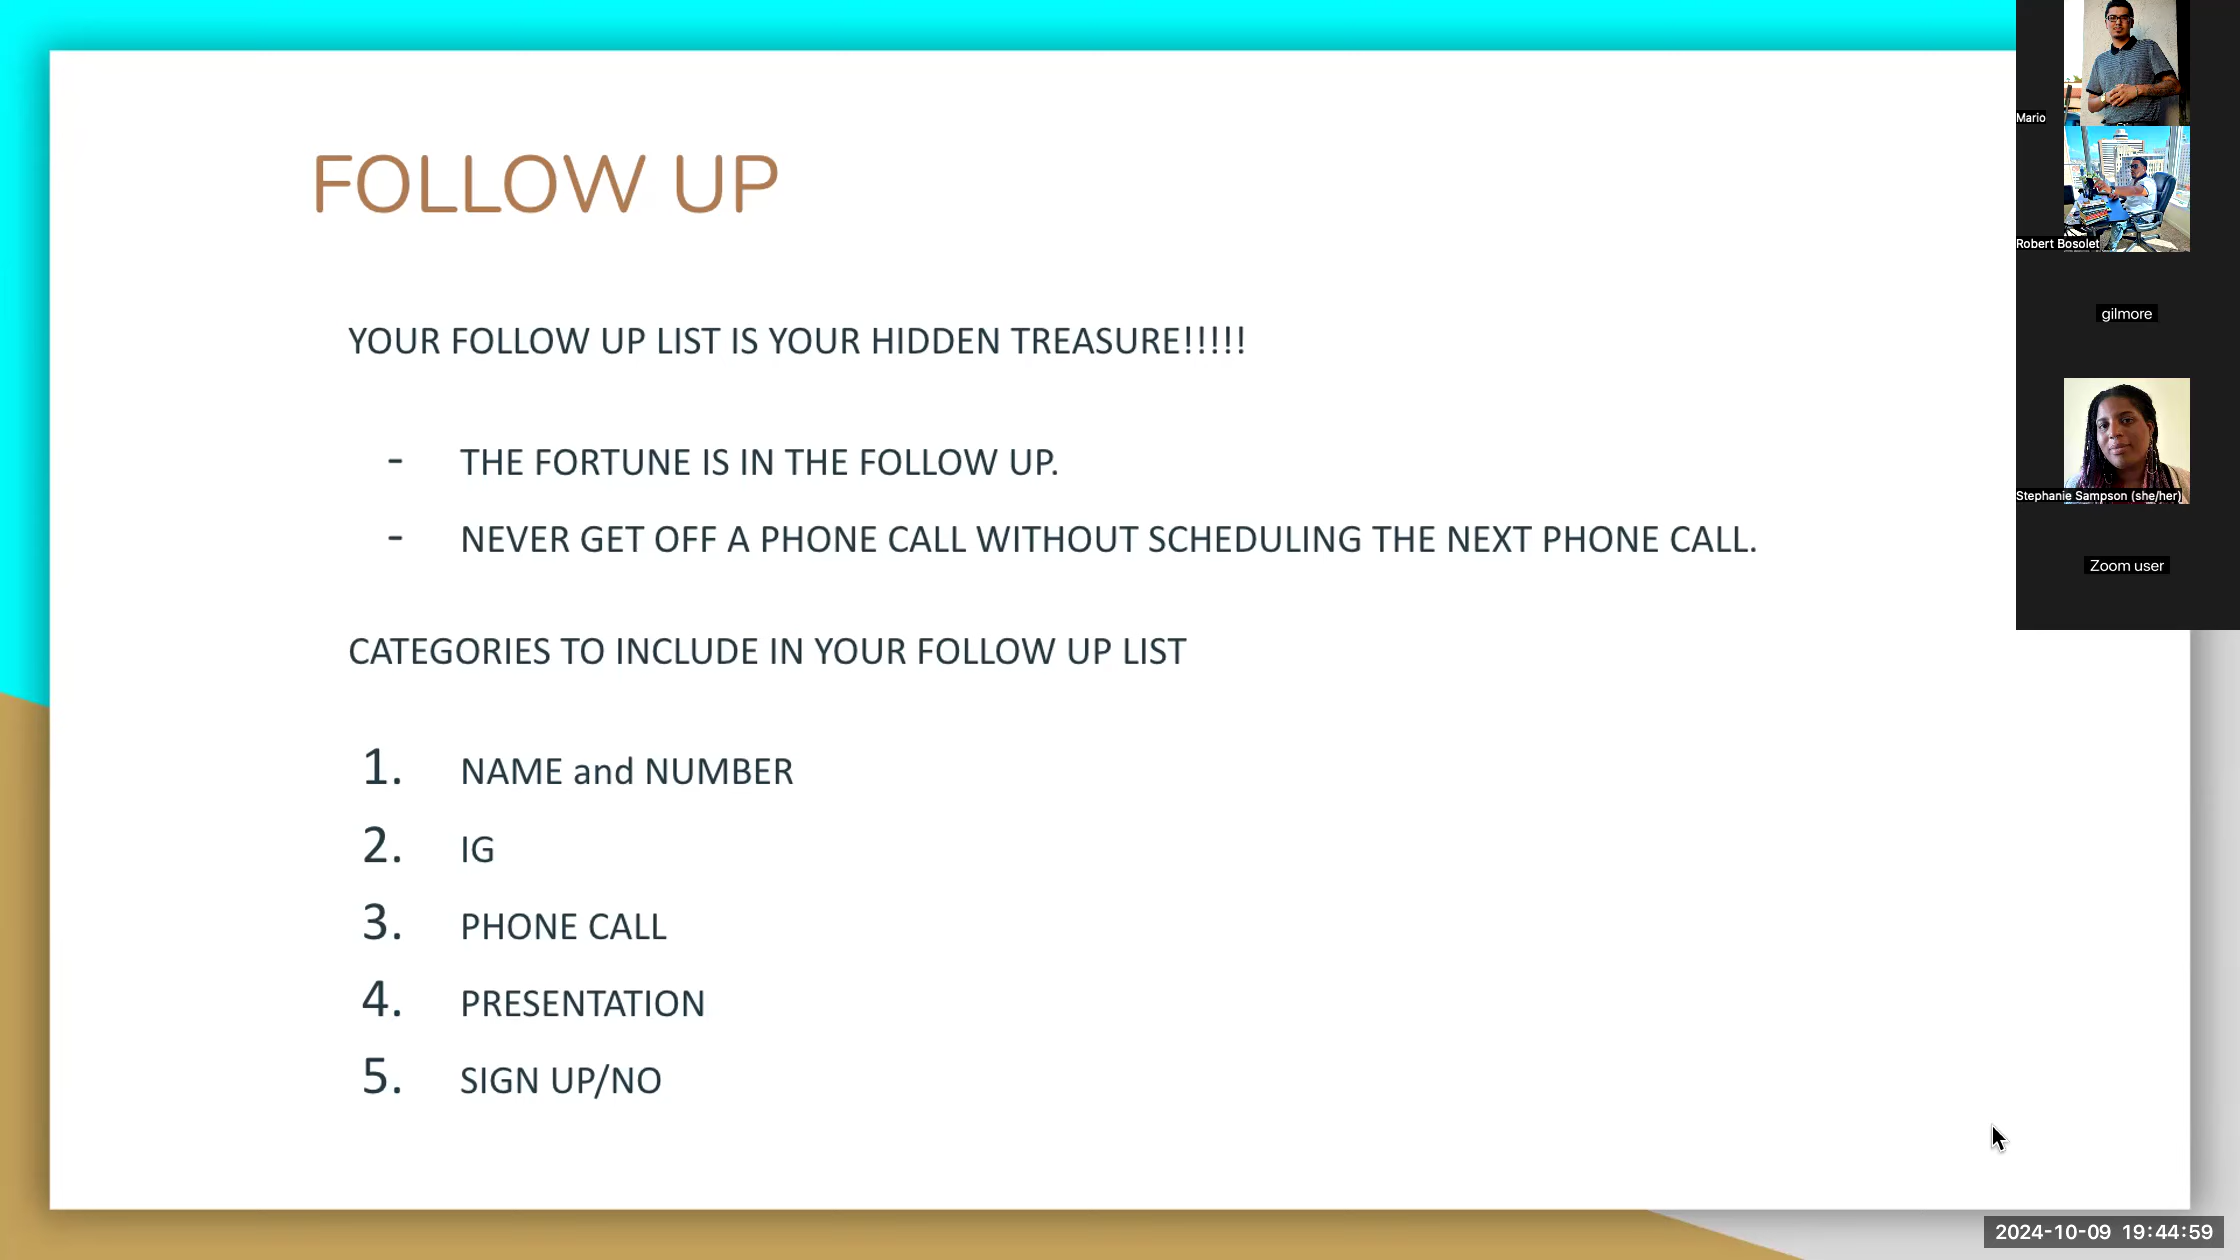 FOLLOW UP
YOUR FOLLOW UP LIST IS YOUR HIDDEN TREASURE!!!!!
- THE FORTUNE IS IN THE FOLLOW UP.
- NEVER GET OFF A PHONE CALL WITHOUT SCHEDULING THE NEXT PHONE CALL.
CATEGORIES TO INCLUDE IN YOUR FOLLOW UP LIST
1. NAME and NUMBER
2. IG
3. PHONE CALL
4. PRESENTATION
5. SIGN UP/NO
Mario
Robert Bosolet
gilmore
Stephanie Sampson (she/her)
Zoom user
2024-10-09 19:44:59